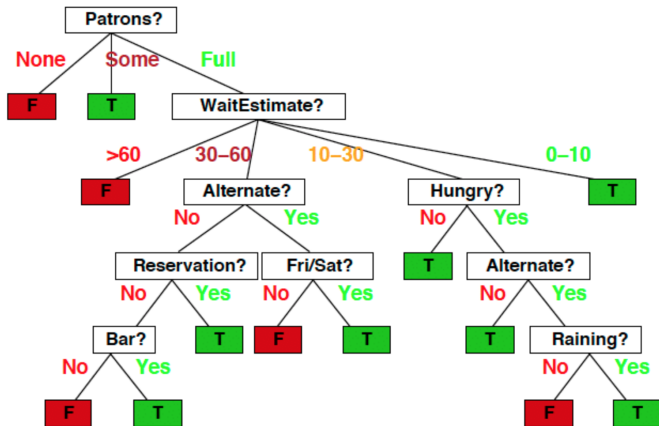 Patrons?
None Some Full
F T WaitEstimate?
>60 30–60 10–30 0–10
F Alternate? Hungry? T
No Yes No Yes
Reservation? Fri/Sat? T Alternate?
No Yes No Yes No Yes
Bar? T F T T Raining?
No Yes No Yes
F T F T